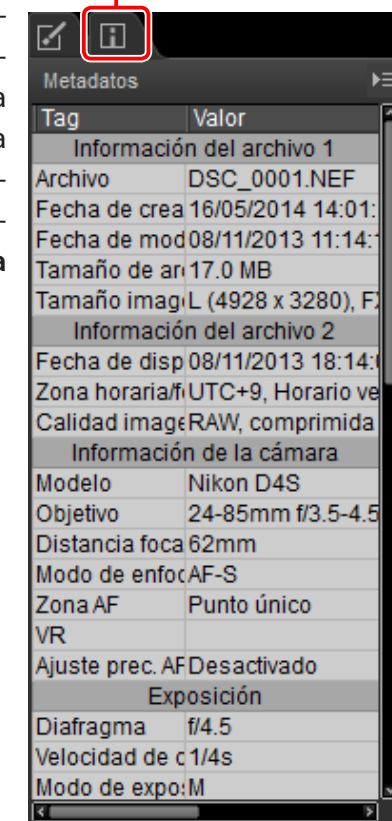 a
a
a
Metadatos
Tag Valor
Información del archivo 1
Archivo DSC_0001.NEF
Fecha de crea 16/05/2014 14:01:
Fecha de mod 08/11/2013 11:14:
Tamaño de ar 17.0 MB
Tamaño imag L (4928 x 3280), F
Información del archivo 2
Fecha de disp 08/11/2013 18:14:
Zona horaria/f UTC+9, Horario ve
Calidad image RAW, comprimida
Información de la cámara
Modelo Nikon D4S
Objetivo 24-85mm f/3.5-4.5
Distancia foca 62mm
Modo de enfoc AF-S
Zona AF Punto único
VR
Ajuste prec. AF Desactivado
Exposición
Diafragma f/4.5
Velocidad de 1/4s
Modo de expo M